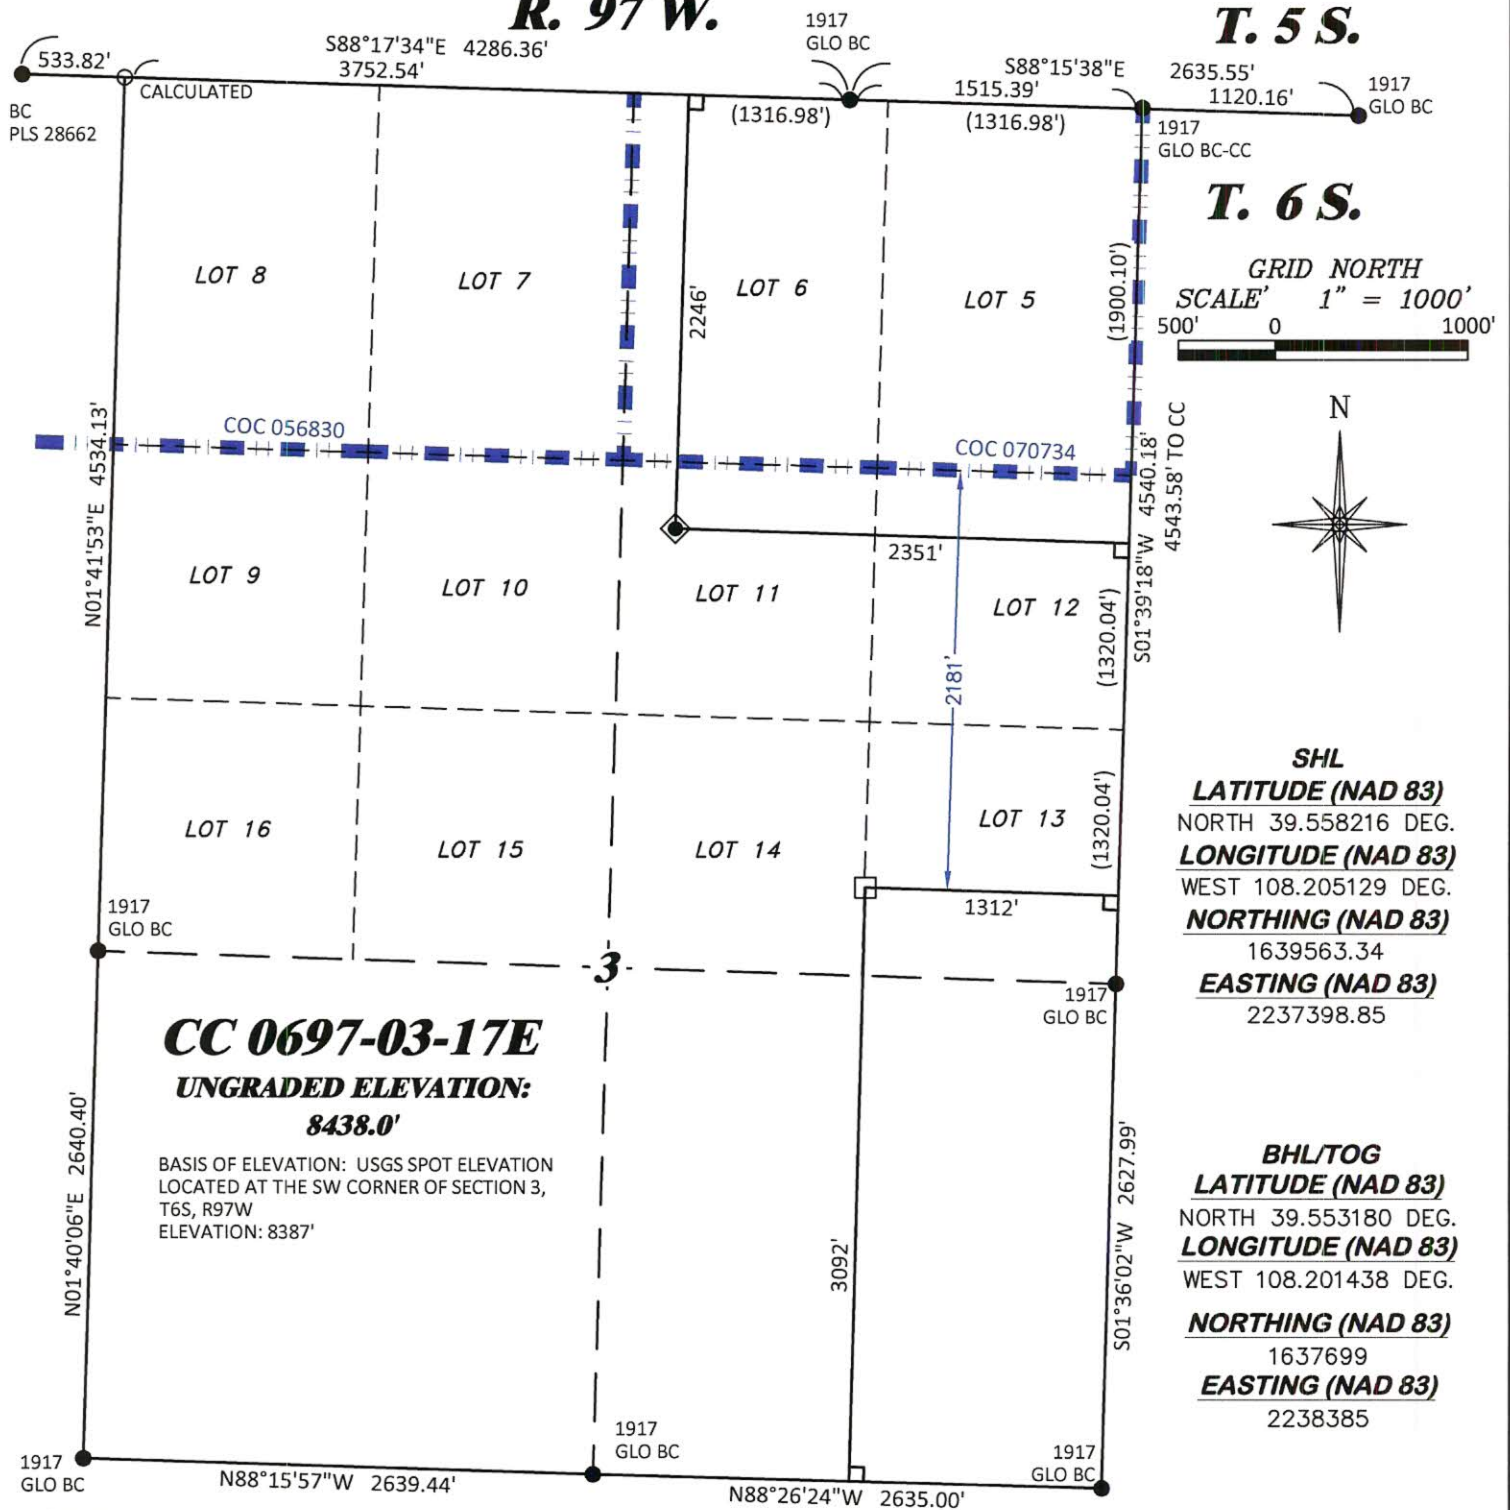 R. 97 W.
T. 5 S.
1917
GLO BC
533.82'
S88°17'34"E 4286.36'
3752.54'
S88°15'38"E 2635.55'
1515.39'
1120.16'
1917
GLO BC
CALCULATED
(1316.98')
(1316.98')
BC
PLS 28662
1917
GLO BC-CC
T. 6 S.
GRID NORTH
SCALE' 1" = 1000'
500' 0 1000'
LOT 8
LOT 7
LOT 6
LOT 5
2246'
(1900.10')
N
COC 056830
COC 070734
N01°41'53"E 4534.13'
S01°39'18"W 4540.18'
4543.58' TO CC
2351'
LOT 9
LOT 10
LOT 11
LOT 12
(1320.04')
2181'
LOT 16
LOT 15
LOT 14
LOT 13
(1320.04')
1312'
SHL
LATITUDE (NAD 83)
NORTH 39.558216 DEG.
LONGITUDE (NAD 83)
WEST 108.205129 DEG.
NORTHING (NAD 83)
1639563.34
EASTING (NAD 83)
2237398.85
1917
GLO BC
3
1917
GLO BC
CC 0697-03-17E
UNGRADED ELEVATION:
8438.0'
BASIS OF ELEVATION: USGS SPOT ELEVATION
LOCATED AT THE SW CORNER OF SECTION 3,
T6S, R97W
ELEVATION: 8387'
N01°40'06"E 2640.40'
3092'
S01°36'02"W 2627.99'
BHL/TOG
LATITUDE (NAD 83)
NORTH 39.553180 DEG.
LONGITUDE (NAD 83)
WEST 108.201438 DEG.
NORTHING (NAD 83)
1637699
EASTING (NAD 83)
2238385
1917
GLO BC
N88°15'57"W 2639.44'
1917
GLO BC
N88°26'24"W 2635.00'
1917
GLO BC